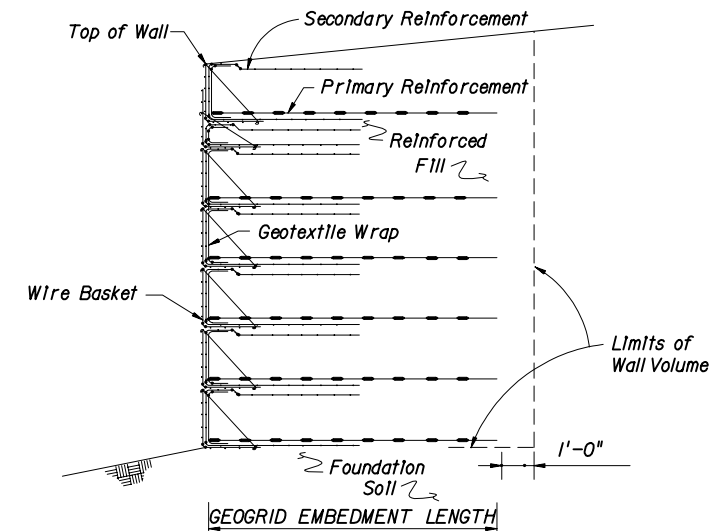 Secondary Reinforcement
Top of Wall
Primary Reinforcement
Reinforced
Fill
Geotextile Wrap
Wire Basket
Limits of
Wall Volume
1'-0"
Foundation
Soil
GEOGRID EMBEDMENT LENGTH